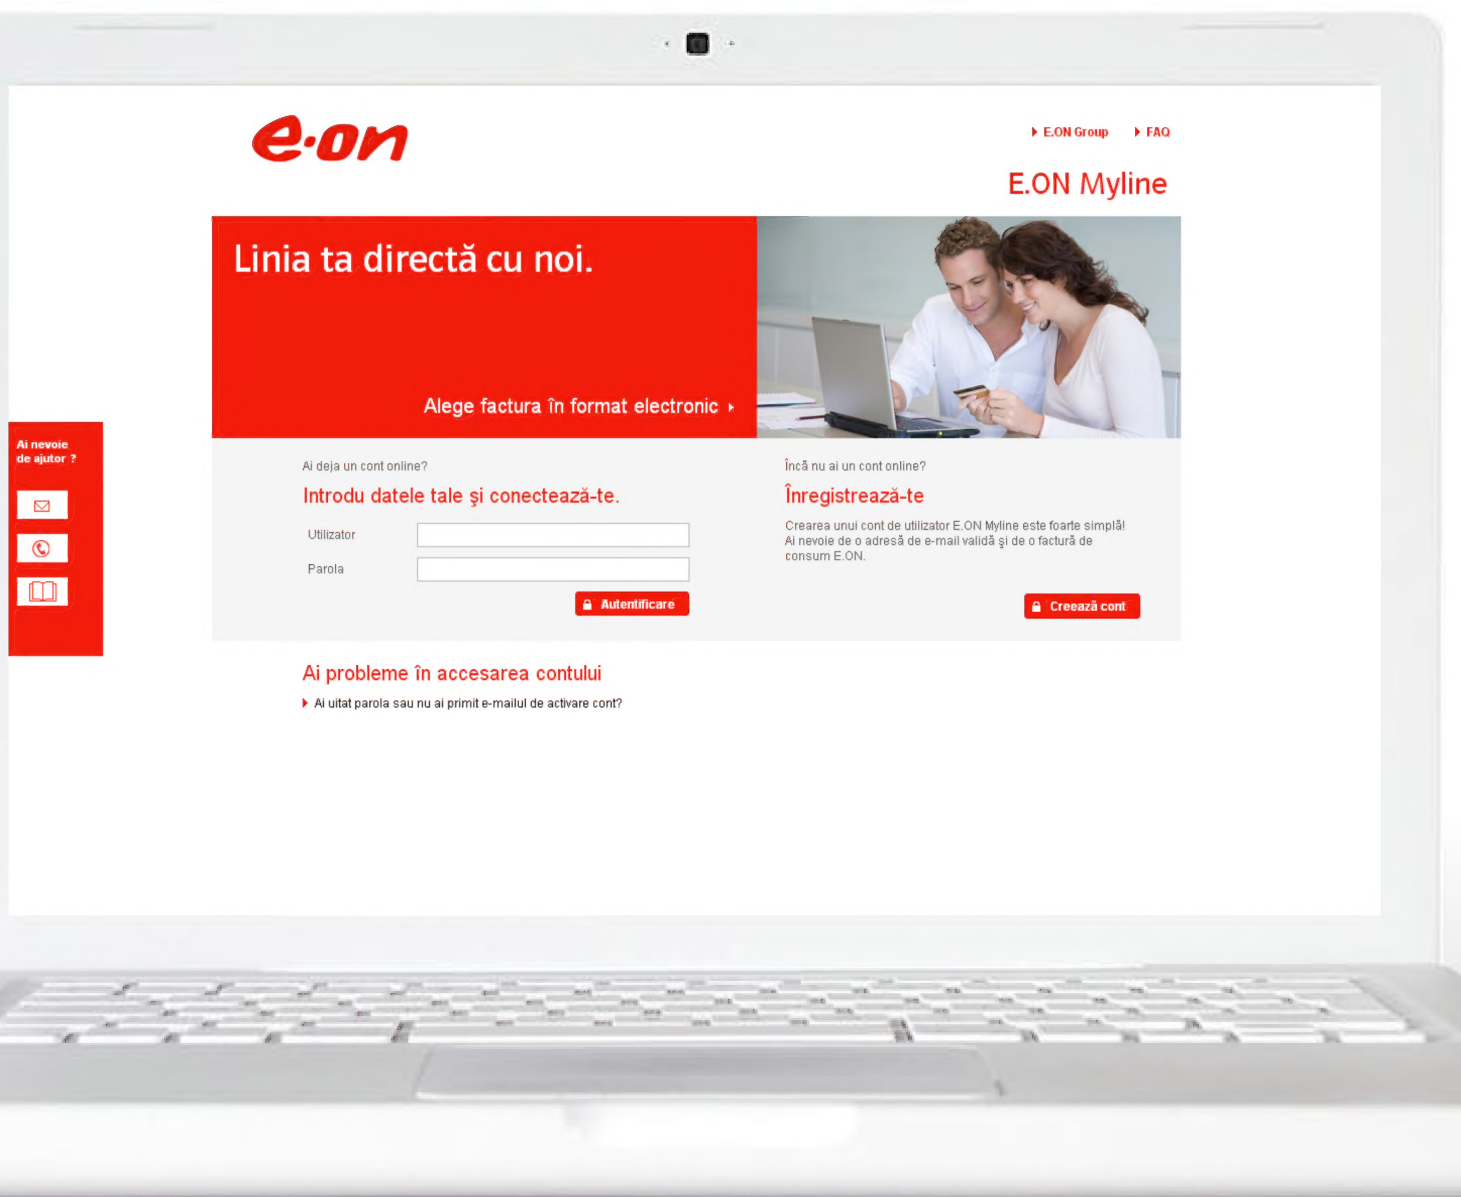 e·on
E.ON Group
FAQ
E.ON Myline
Linia ta directă cu noi.
Alege factura în format electronic
Ai nevoie
de ajutor ?
Ai deja un cont online?
Introdu datele tale şi conectează-te.
Utilizator
Parola
Autentificare
Încă nu ai un cont online?
Înregistrează-te
Crearea unui cont de utilizator E.ON Myline este foarte simplă!
Ai nevoie de o adresă de e-mail validă şi de o factură de
consum E.ON.
Creează cont
Ai probleme în accesarea contului
Ai uitat parola sau nu ai primit e-mailul de activare cont?